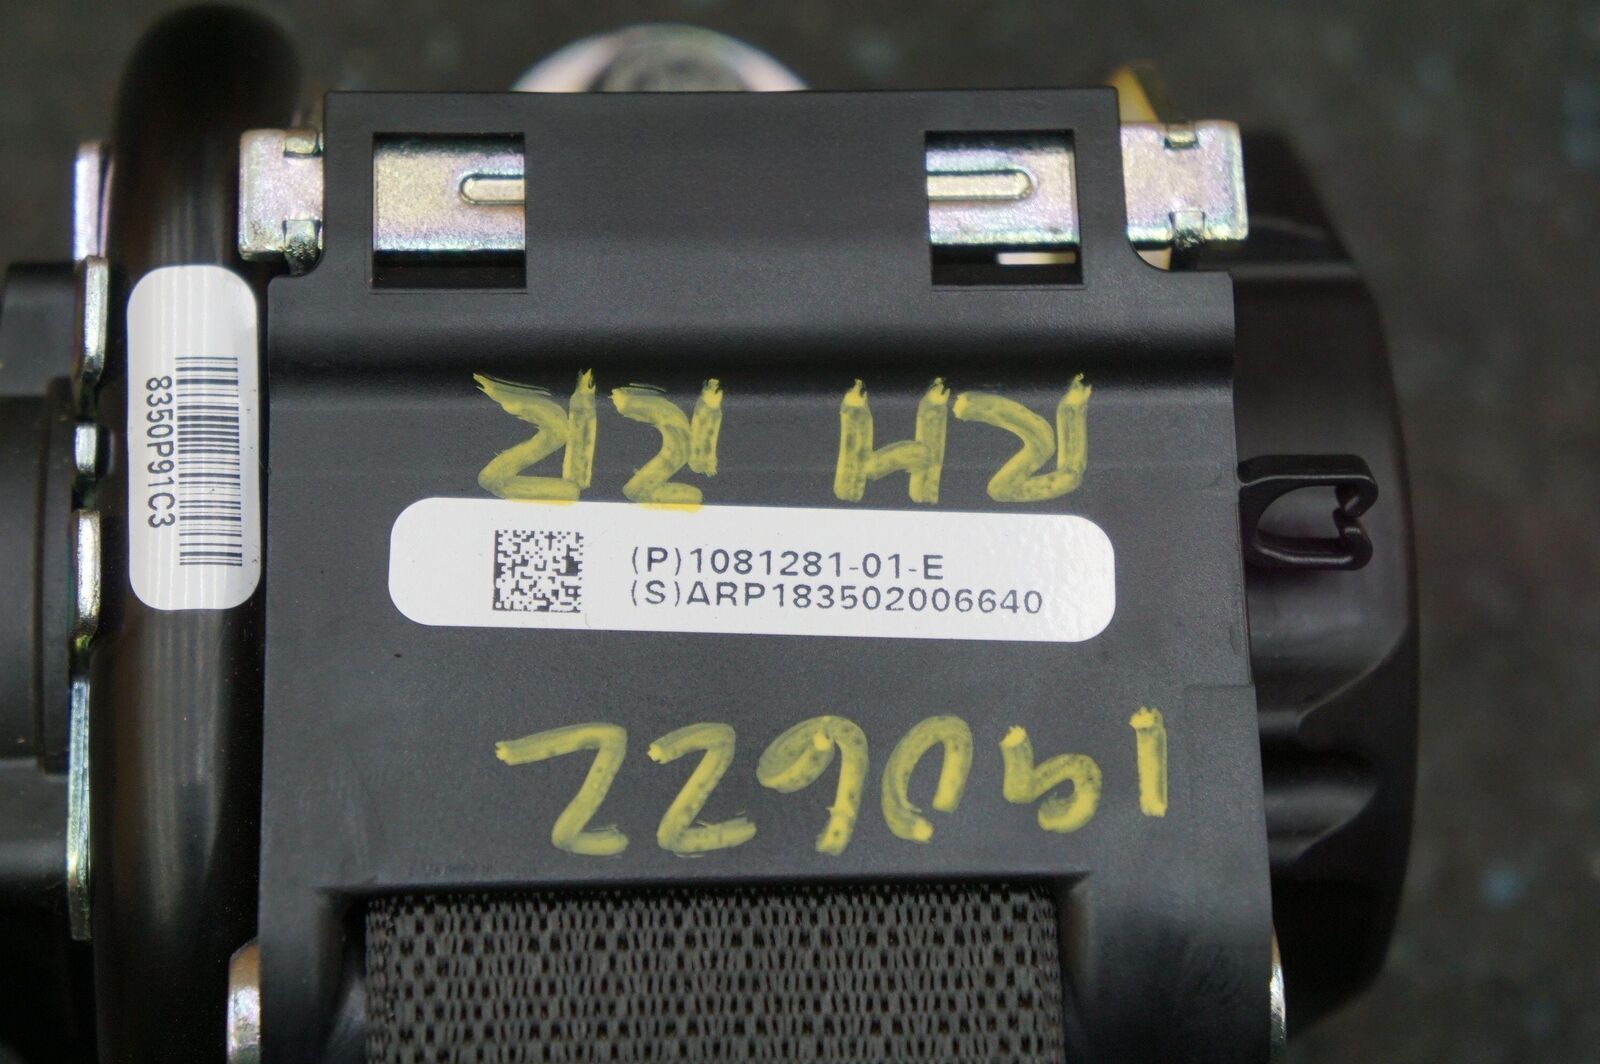 8350P91C3
RH RR
(P)1081281-01-E
(S)ARP183502006640
190622